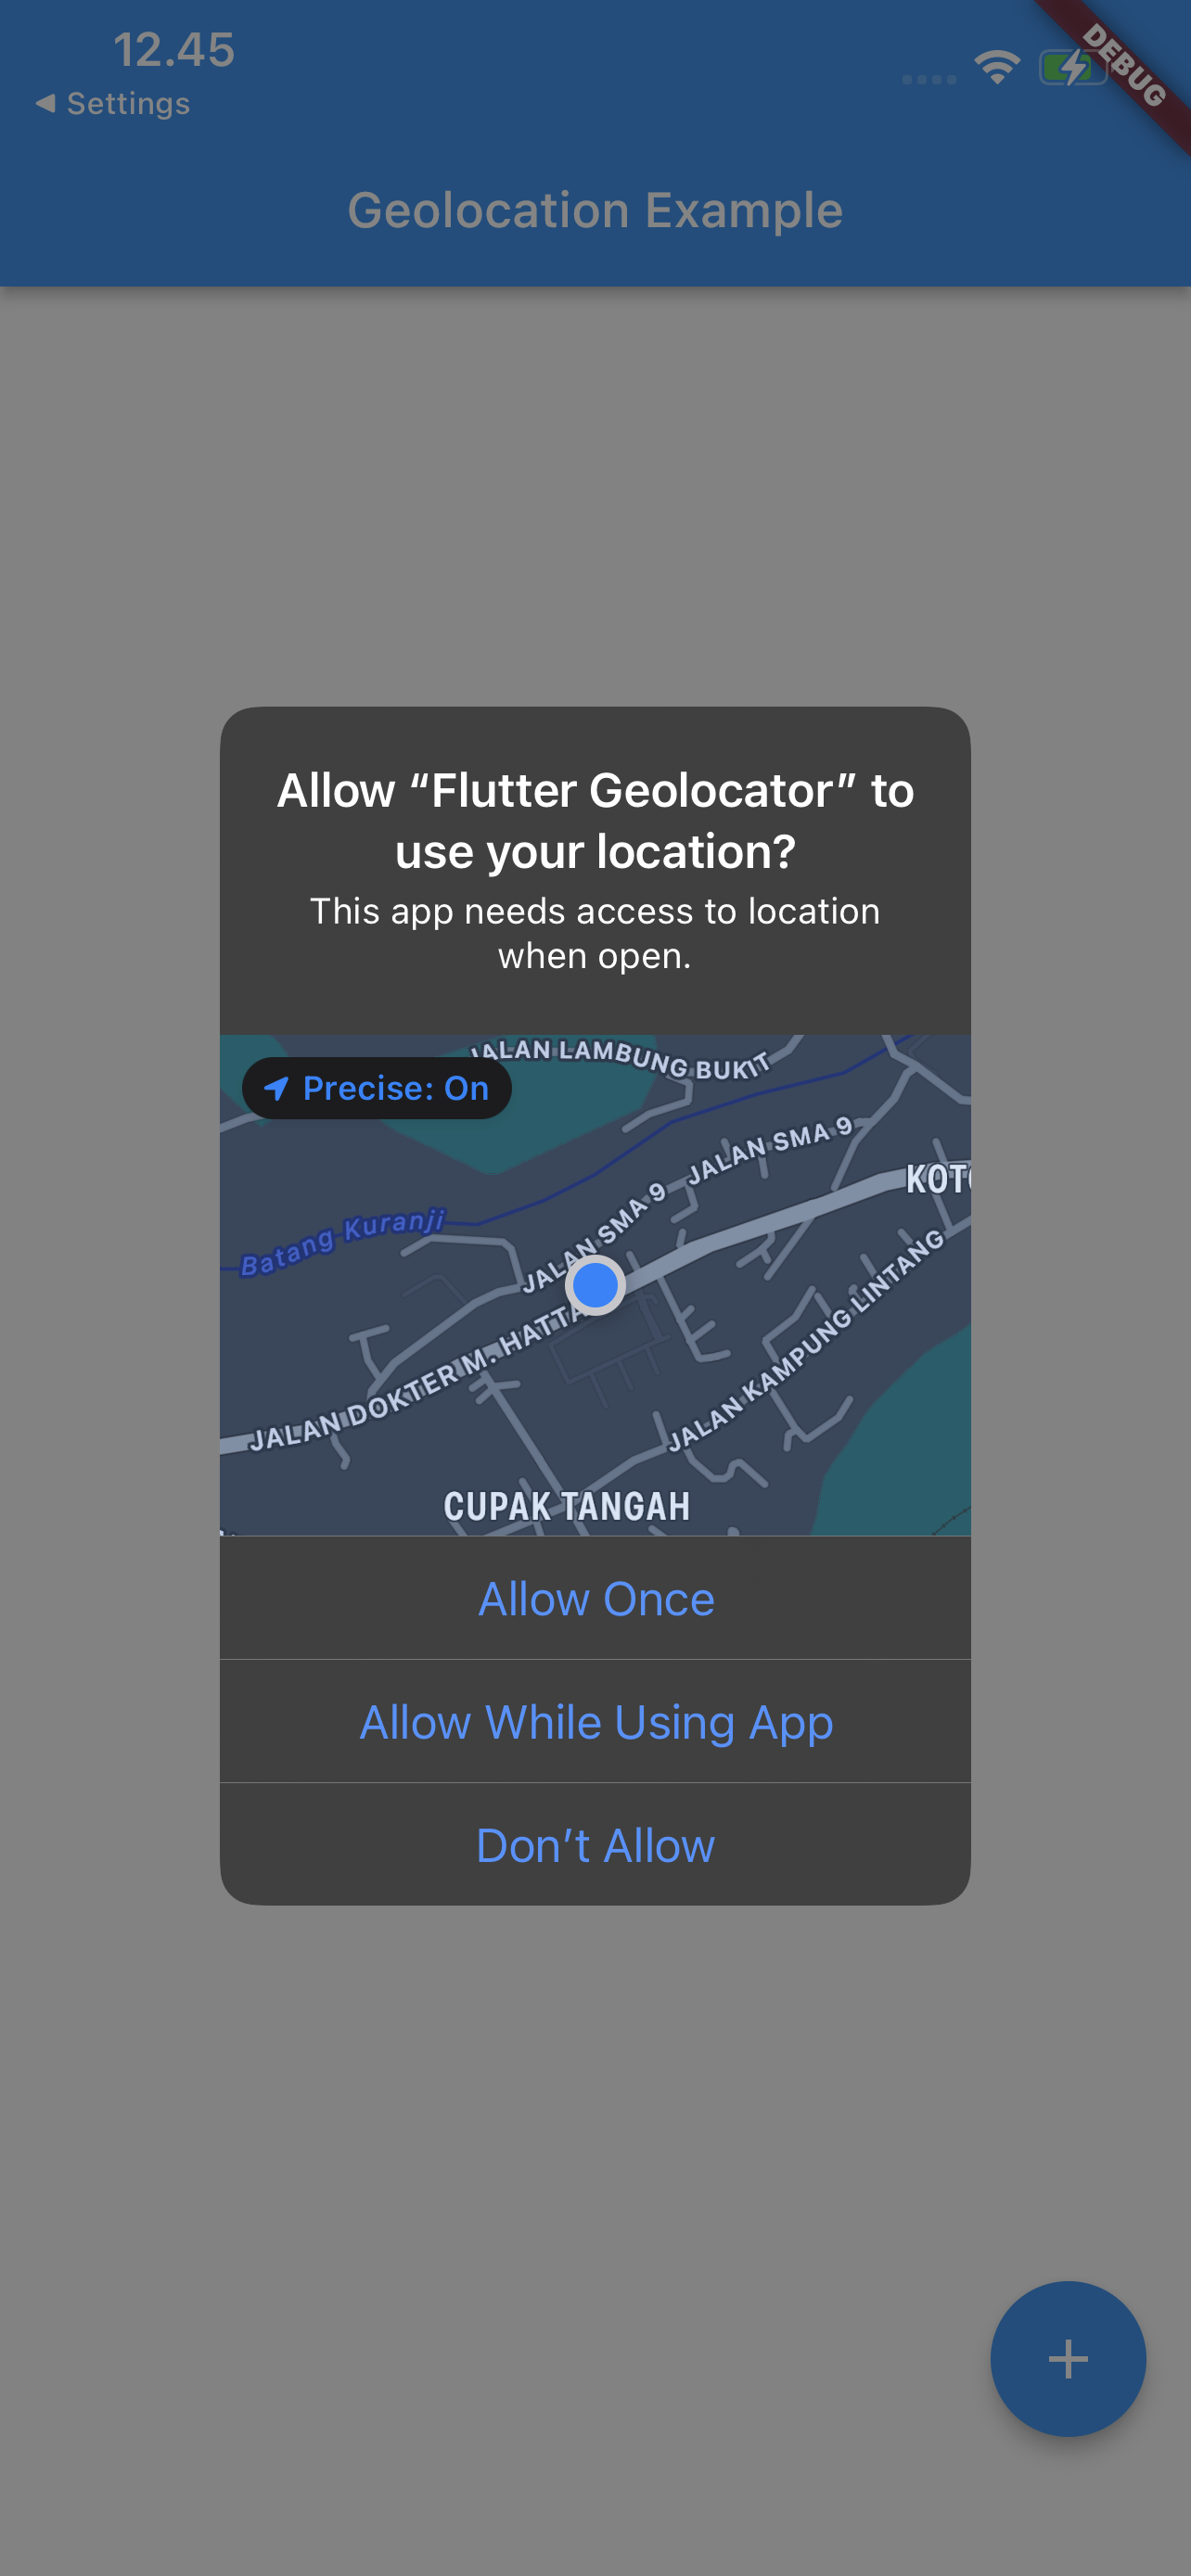 12.45
Settings
DEBUG
Geolocation Example
Allow “Flutter Geolocator” to
use your location?
This app needs access to location
when open.
JALAN LAMBUNG BUKIT
Precise: On
JALAN SMA 9
KOTO
JALAN SMA 9
Batang Kuranji
JALAN DOKTER M. HATTA
JALAN KAMPUNG LINTANG
CUPAK TANGAH
Allow Once
Allow While Using App
Don’t Allow